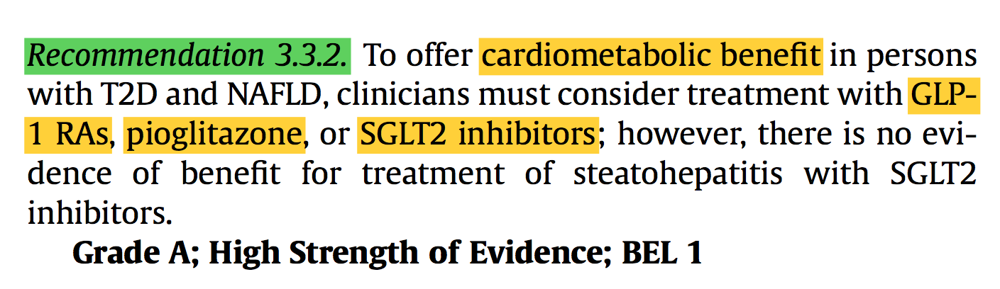 Recommendation 3.3.2. To offer cardiometabolic benefit in persons
with T2D and NAFLD, clinicians must consider treatment with GLP-
1 RAs, pioglitazone, or SGLT2 inhibitors; however, there is no evi-
dence of benefit for treatment of steatohepatitis with SGLT2
inhibitors.
Grade A; High Strength of Evidence; BEL 1